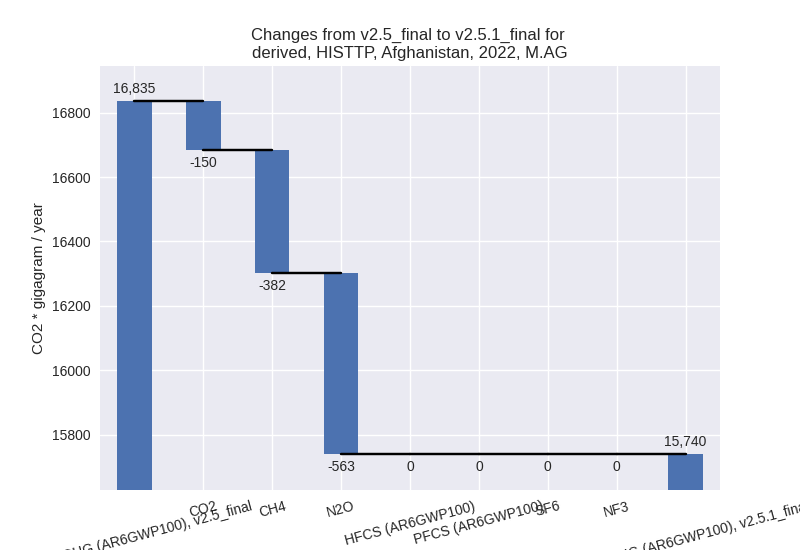 Changes from v2.5_final to v2.5.1_final for
derived, HISTTP, Afghanistan, 2022, M.AG
CO2 * gigagram / year
16800
16600
16400
16200
16000
15800
16,835
-150
-382
-563
0
0
0
0
15,740
(AR6GWP100), v2.5_final
CO2
CH4
N2O
HFCS (AR6GWP100)
PFCS (AR6GWP100)
SF6
NF3
(AR6GWP100), v2.5.1_final